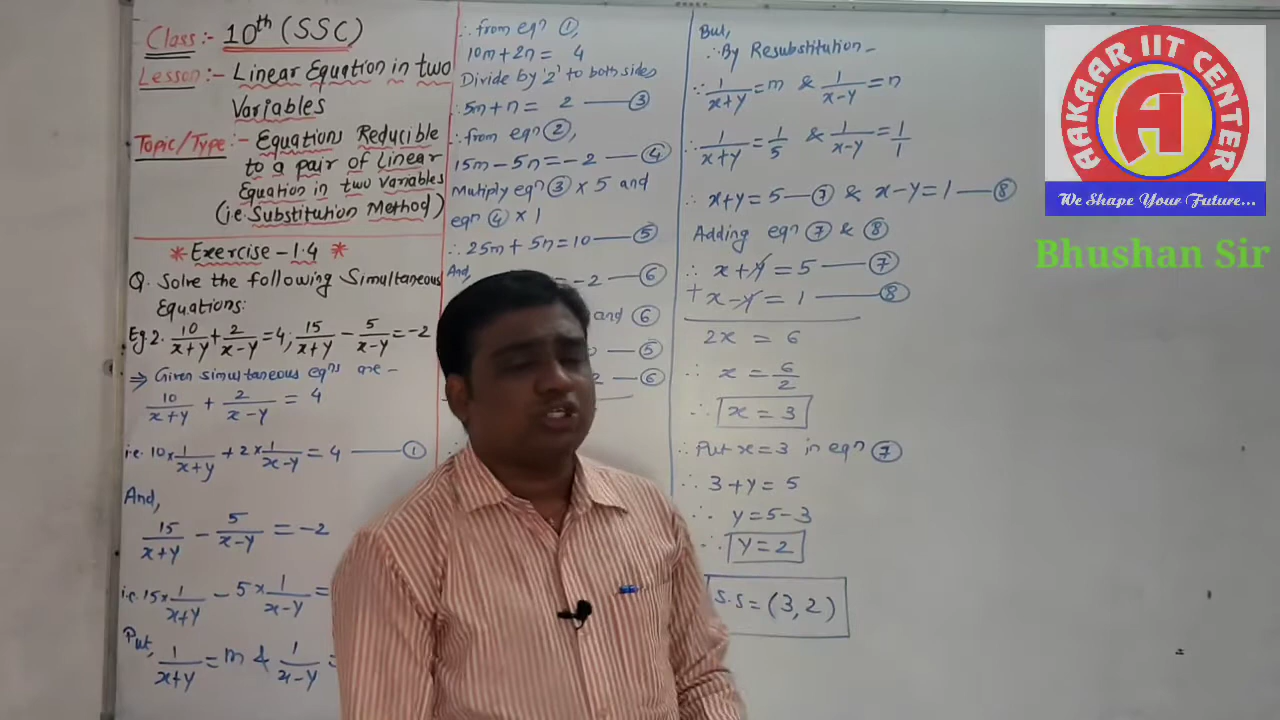 Class:- 10th (SSC)
Lesson:- Linear Equation in two
Variables
Topic/Type:- Equations Reducible
to a pair of Linear
Equation in two variables
(i.e. Substitution Method)
* Exercise - 1.4 *
Q. Solve the following Simultaneous
Equations:
Eg.2. 10/(x+y) + 2/(x-y) = 4; 15/(x+y) - 5/(x-y) = -2
⇒ Given simultaneous eqns are -
10/(x+y) + 2/(x-y) = 4
i.e. 10 × 1/(x+y) + 2 × 1/(x-y) = 4 — ①
And,
15/(x+y) - 5/(x-y) = -2
i.e. 15 × 1/(x+y) - 5 × 1/(x-y) =
Put,
1/(x+y) = m & 1/(x-y) =
∴ from eqn ①,
10m + 2n = 4
Divide by '2' to both sides
∴ 5m + n = 2 — ③
∴ from eqn ②,
15m - 5n = -2 — ④
Mutiply eqn ③ × 5 and
eqn ④ × 1
∴ 25m + 5n = 10 — ⑤
And,
= -2 — ⑥
and ⑥
— ⑤
— ⑥
But,
∴ By Resubstitution -
∵ 1/(x+y) = m & 1/(x-y) = n
∴ 1/(x+y) = 1/5 & 1/(x-y) = 1/1
∴ x+y = 5 — ⑦ & x-y = 1 — ⑧
Adding eqn ⑦ & ⑧
∴ x+y = 5 — ⑦
+ x-y = 1 — ⑧
2x = 6
∴ x = 6/2
∴ x = 3
∴ Put x = 3 in eqn ⑦
∴ 3+y = 5
∴ y = 5-3
∴ y = 2
S.S = (3,2)
AAKAAR IIT CENTER
A
We Shape Your Future...
Bhushan Sir